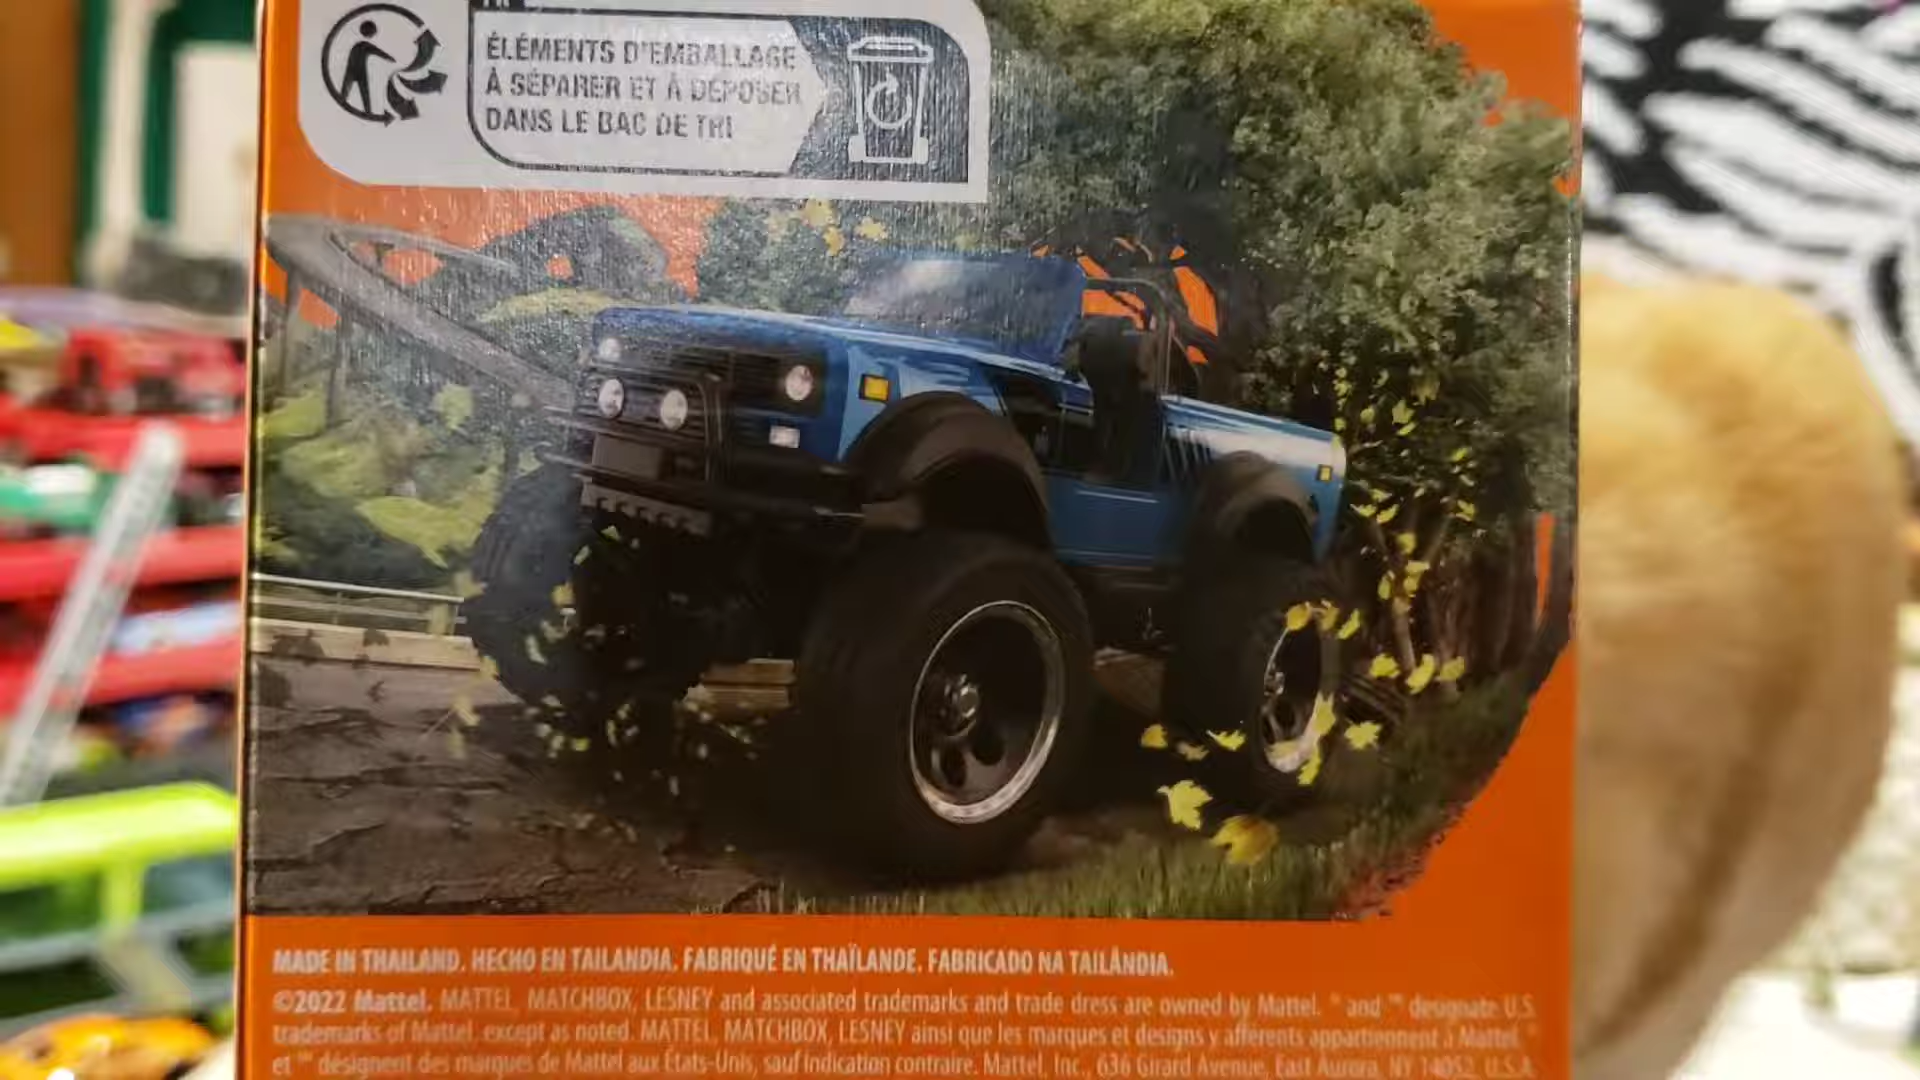 FR
ÉLÉMENTS D'EMBALLAGE
À SÉPARER ET À DÉPOSER
DANS LE BAC DE TRI
MADE IN THAILAND. HECHO EN TAILANDIA. FABRIQUÉ EN THAÏLANDE. FABRICADO NA TAILÂNDIA.
©2022 Mattel. MATTEL, MATCHBOX, LESNEY and associated trademarks and trade dress are owned by Mattel. ® and ™ designate U.S.
trademarks of Mattel, except as noted. MATTEL, MATCHBOX, LESNEY ainsi que les marques et designs y afférents appartiennent à Mattel. ®
et ™ désignent des marques de Mattel aux États-Unis, sauf indication contraire. Mattel, Inc., 636 Girard Avenue, East Aurora, NY 14052, U.S.A.